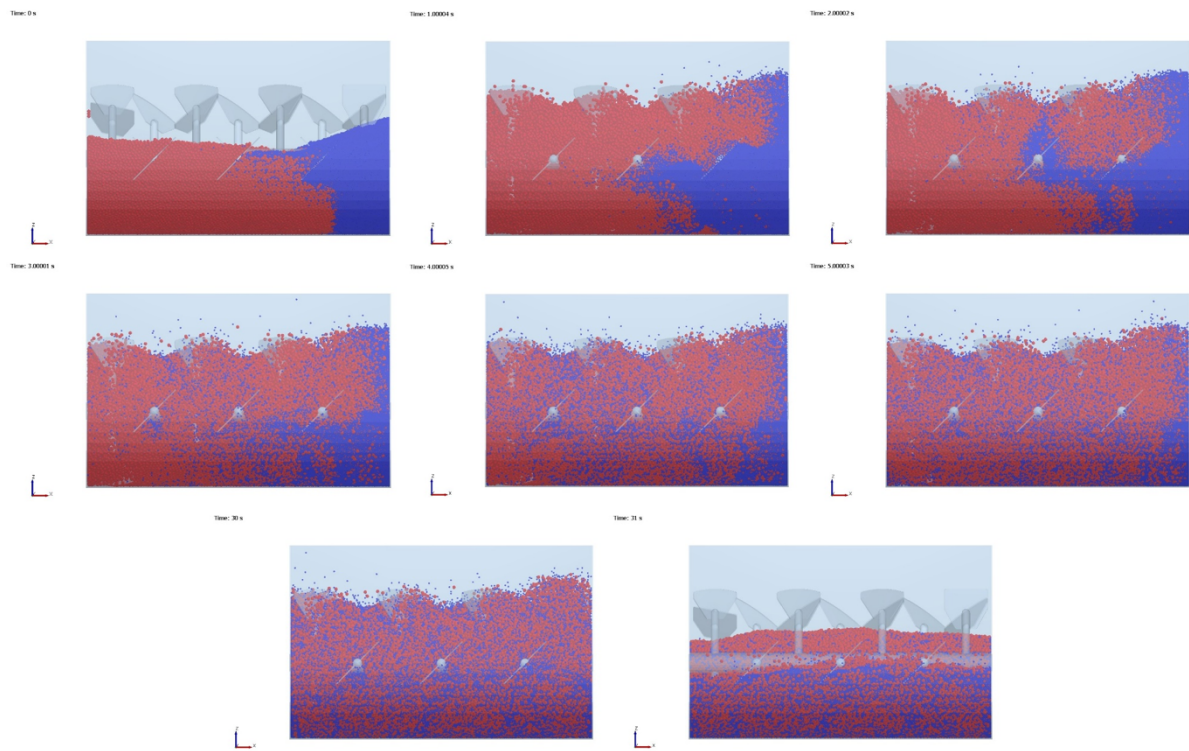 Time: 0 s
Time: 1.00004 s
Time: 2.00002 s
Z
X
Z
X
Z
X
Time: 3.00001 s
Time: 4.00005 s
Time: 5.00003 s
Z
X
Z
X
Z
X
Time: 30 s
Time: 31 s
Z
X
Z
X